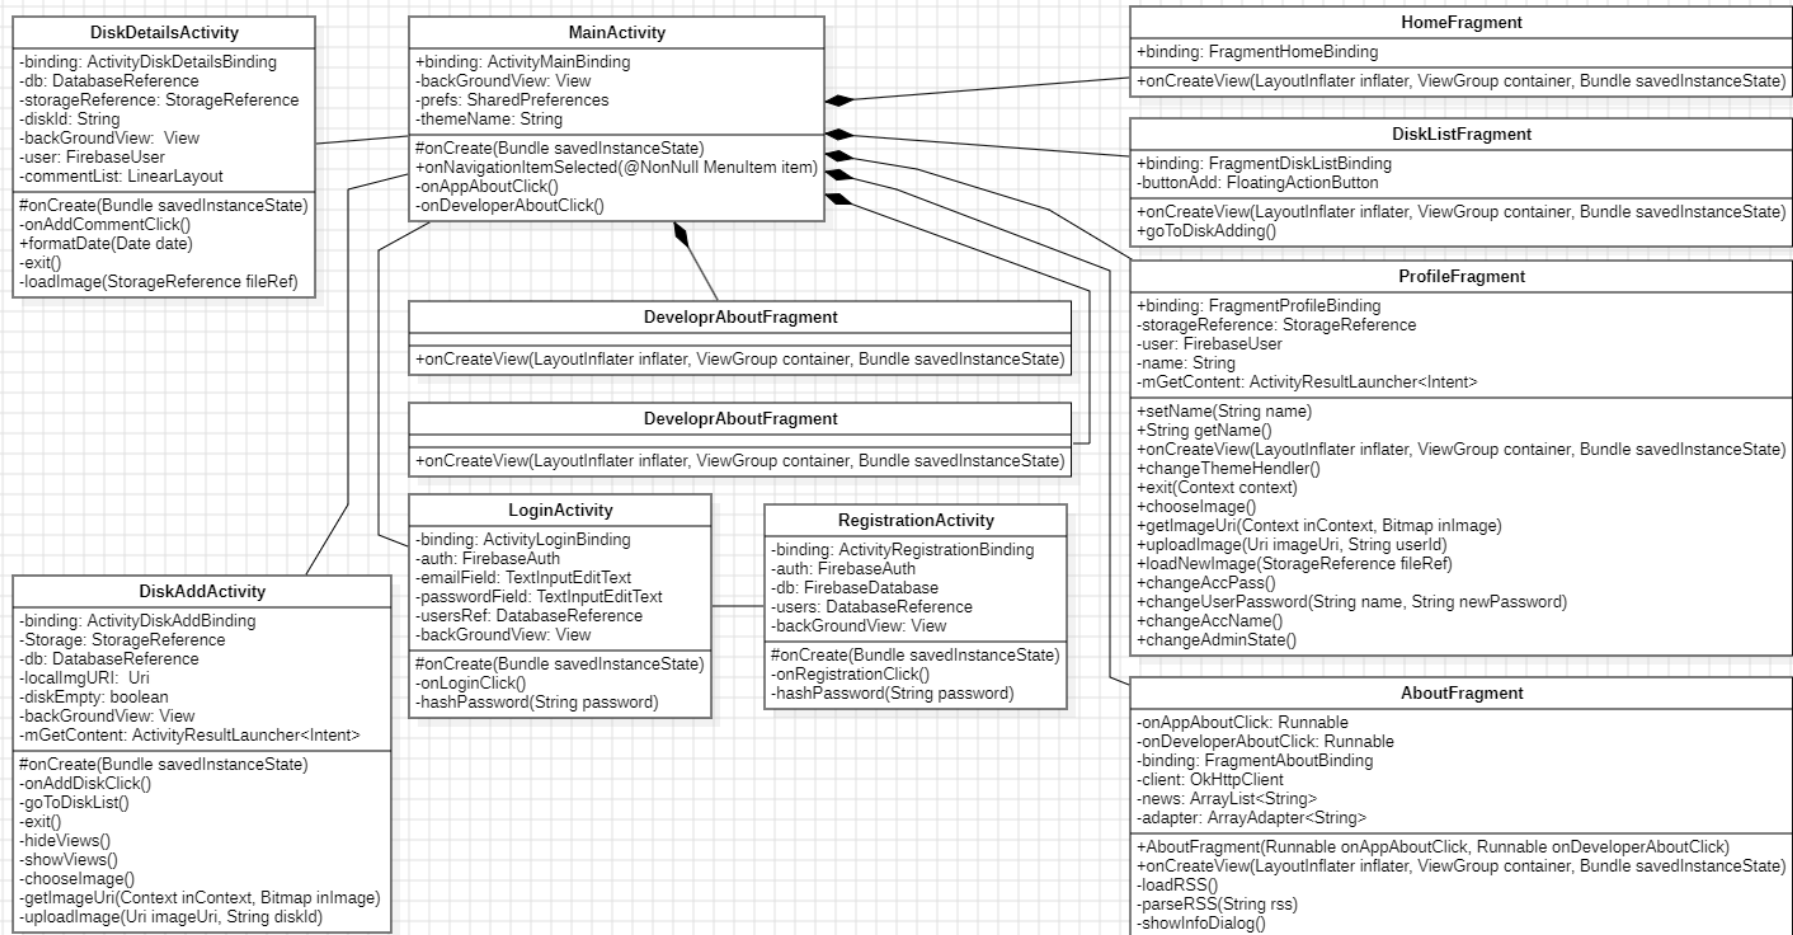 DiskDetailsActivity
-binding: ActivityDiskDetailsBinding
-db: DatabaseReference
-storageReference: StorageReference
-diskId: String
-backGroundView:  View
-user: FirebaseUser
-commentList: LinearLayout
#onCreate(Bundle savedInstanceState)
-onAddCommentClick()
+formatDate(Date date)
-exit()
-loadImage(StorageReference fileRef)
MainActivity
+binding: ActivityMainBinding
-backGroundView: View
-prefs: SharedPreferences
-themeName: String
#onCreate(Bundle savedInstanceState)
+onNavigationItemSelected(@NonNull MenuItem item)
-onAppAboutClick()
-onDeveloperAboutClick()
HomeFragment
+binding: FragmentHomeBinding
+onCreateView(LayoutInflater inflater, ViewGroup container, Bundle savedInstanceState)
DiskListFragment
+binding: FragmentDiskListBinding
-buttonAdd: FloatingActionButton
+onCreateView(LayoutInflater inflater, ViewGroup container, Bundle savedInstanceState)
+goToDiskAdding()
DeveloprAboutFragment
+onCreateView(LayoutInflater inflater, ViewGroup container, Bundle savedInstanceState)
DeveloprAboutFragment
+onCreateView(LayoutInflater inflater, ViewGroup container, Bundle savedInstanceState)
ProfileFragment
+binding: FragmentProfileBinding
-storageReference: StorageReference
-user: FirebaseUser
-name: String
-mGetContent: ActivityResultLauncher<Intent>
+setName(String name)
+String getName()
+onCreateView(LayoutInflater inflater, ViewGroup container, Bundle savedInstanceState)
+changeThemeHendler()
+exit(Context context)
+chooseImage()
+getImageUri(Context inContext, Bitmap inImage)
+uploadImage(Uri imageUri, String userId)
+loadNewImage(StorageReference fileRef)
+changeAccPass()
+changeUserPassword(String name, String newPassword)
+changeAccName()
+changeAdminState()
LoginActivity
-binding: ActivityLoginBinding
-auth: FirebaseAuth
-emailField: TextInputEditText
-passwordField: TextInputEditText
-usersRef: DatabaseReference
-backGroundView: View
#onCreate(Bundle savedInstanceState)
-onLoginClick()
-hashPassword(String password)
RegistrationActivity
-binding: ActivityRegistrationBinding
-auth: FirebaseAuth
-db: FirebaseDatabase
-users: DatabaseReference
-backGroundView: View
#onCreate(Bundle savedInstanceState)
-onRegistrationClick()
-hashPassword(String password)
DiskAddActivity
-binding: ActivityDiskAddBinding
-Storage: StorageReference
-db: DatabaseReference
-localImgURI:  Uri
-diskEmpty: boolean
-backGroundView: View
-mGetContent: ActivityResultLauncher<Intent>
#onCreate(Bundle savedInstanceState)
-onAddDiskClick()
-goToDiskList()
-exit()
-hideViews()
-showViews()
-chooseImage()
-getImageUri(Context inContext, Bitmap inImage)
-uploadImage(Uri imageUri, String diskId)
AboutFragment
-onAppAboutClick: Runnable
-onDeveloperAboutClick: Runnable
-binding: FragmentAboutBinding
-client: OkHttpClient
-news: ArrayList<String>
-adapter: ArrayAdapter<String>
+AboutFragment(Runnable onAppAboutClick, Runnable onDeveloperAboutClick)
+onCreateView(LayoutInflater inflater, ViewGroup container, Bundle savedInstanceState)
-loadRSS()
-parseRSS(String rss)
-showInfoDialog()